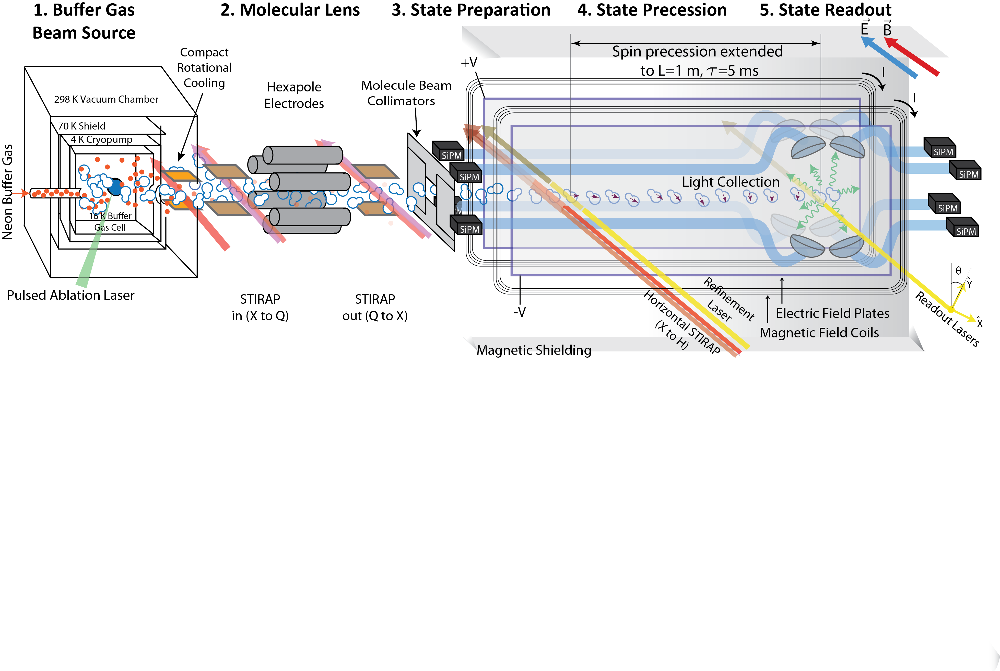 1. Buffer Gas
Beam Source
2. Molecular Lens
3. State Preparation
4. State Precession
5. State Readout
E
B
Compact
Rotational
Cooling
Spin precession extended
to L=1 m, τ=5 ms
+V
I
I
298 K Vacuum Chamber
70 K Shield
4 K Cryopump
16 K Buffer
Gas Cell
Neon Buffer Gas
Pulsed Ablation Laser
Hexapole
Electrodes
Molecule Beam
Collimators
STIRAP
in (X to Q)
STIRAP
out (Q to X)
SiPM
SiPM
SiPM
Light Collection
SiPM
SiPM
SiPM
SiPM
-V
Horizontal STIRAP
(X to H)
Refinement
Laser
Electric Field Plates
Magnetic Field Coils
Magnetic Shielding
Readout Lasers
θ
Ŷ
X̂